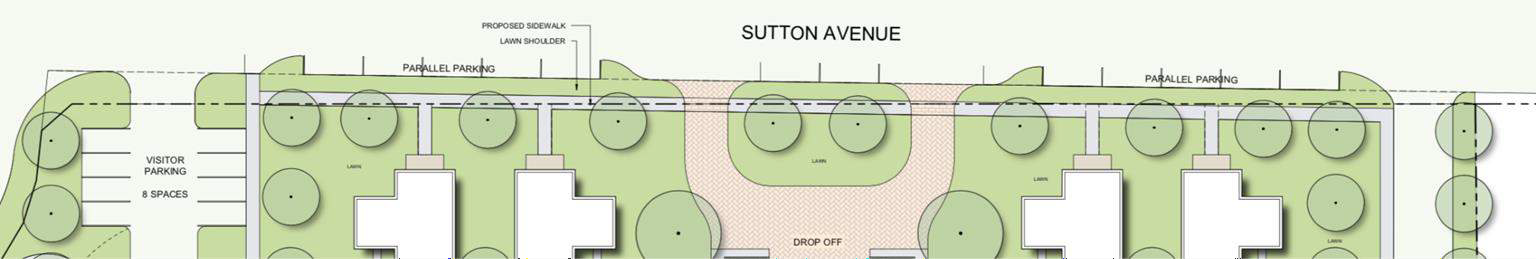 PROPOSED SIDEWALK
SUTTON AVENUE
LAWN SHOULDER
PARALLEL PARKING
PARALLEL PARKING
VISITOR
PARKING
8 SPACES
LAWN
LAWN
LAWN
LAWN
DROP OFF